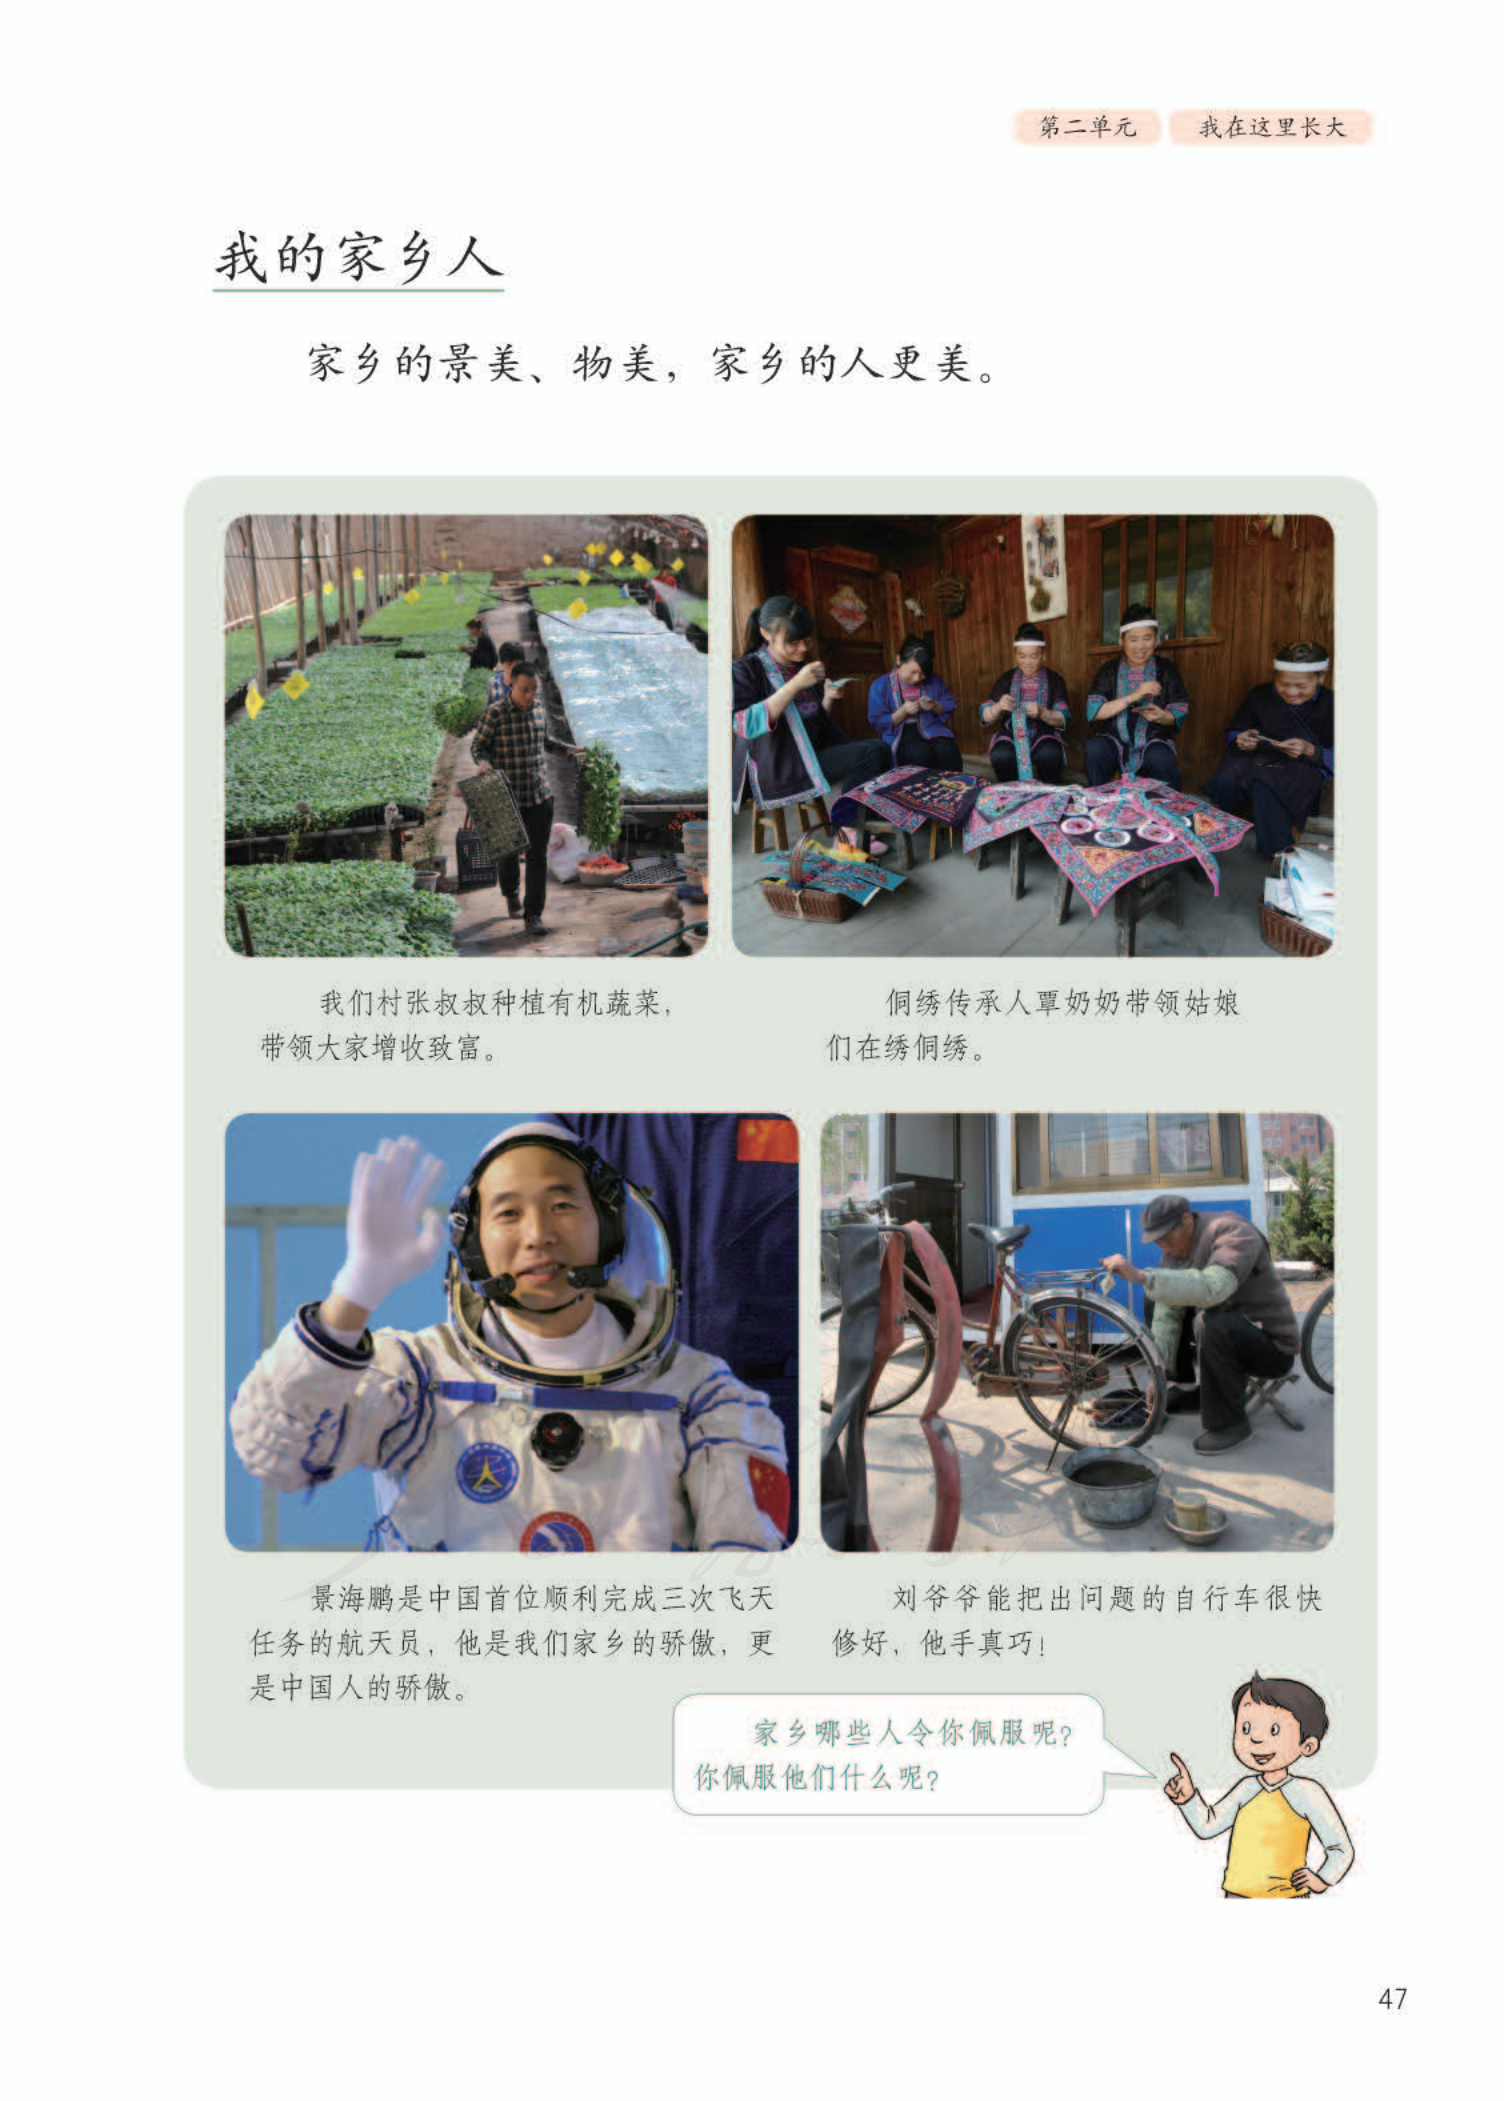 第二单元 我在这里长大
我的家乡人
家乡的景美、物美，家乡的人更美。
我们村张叔叔种植有机蔬菜，
带领大家增收致富。
侗绣传承人覃奶奶带领姑娘
们在绣侗绣。
景海鹏是中国首位顺利完成三次飞天
任务的航天员，他是我们家乡的骄傲，更
是中国人的骄傲。
刘爷爷能把出问题的自行车很快
修好，他手真巧！
家乡哪些人令你佩服呢？
你佩服他们什么呢？
47